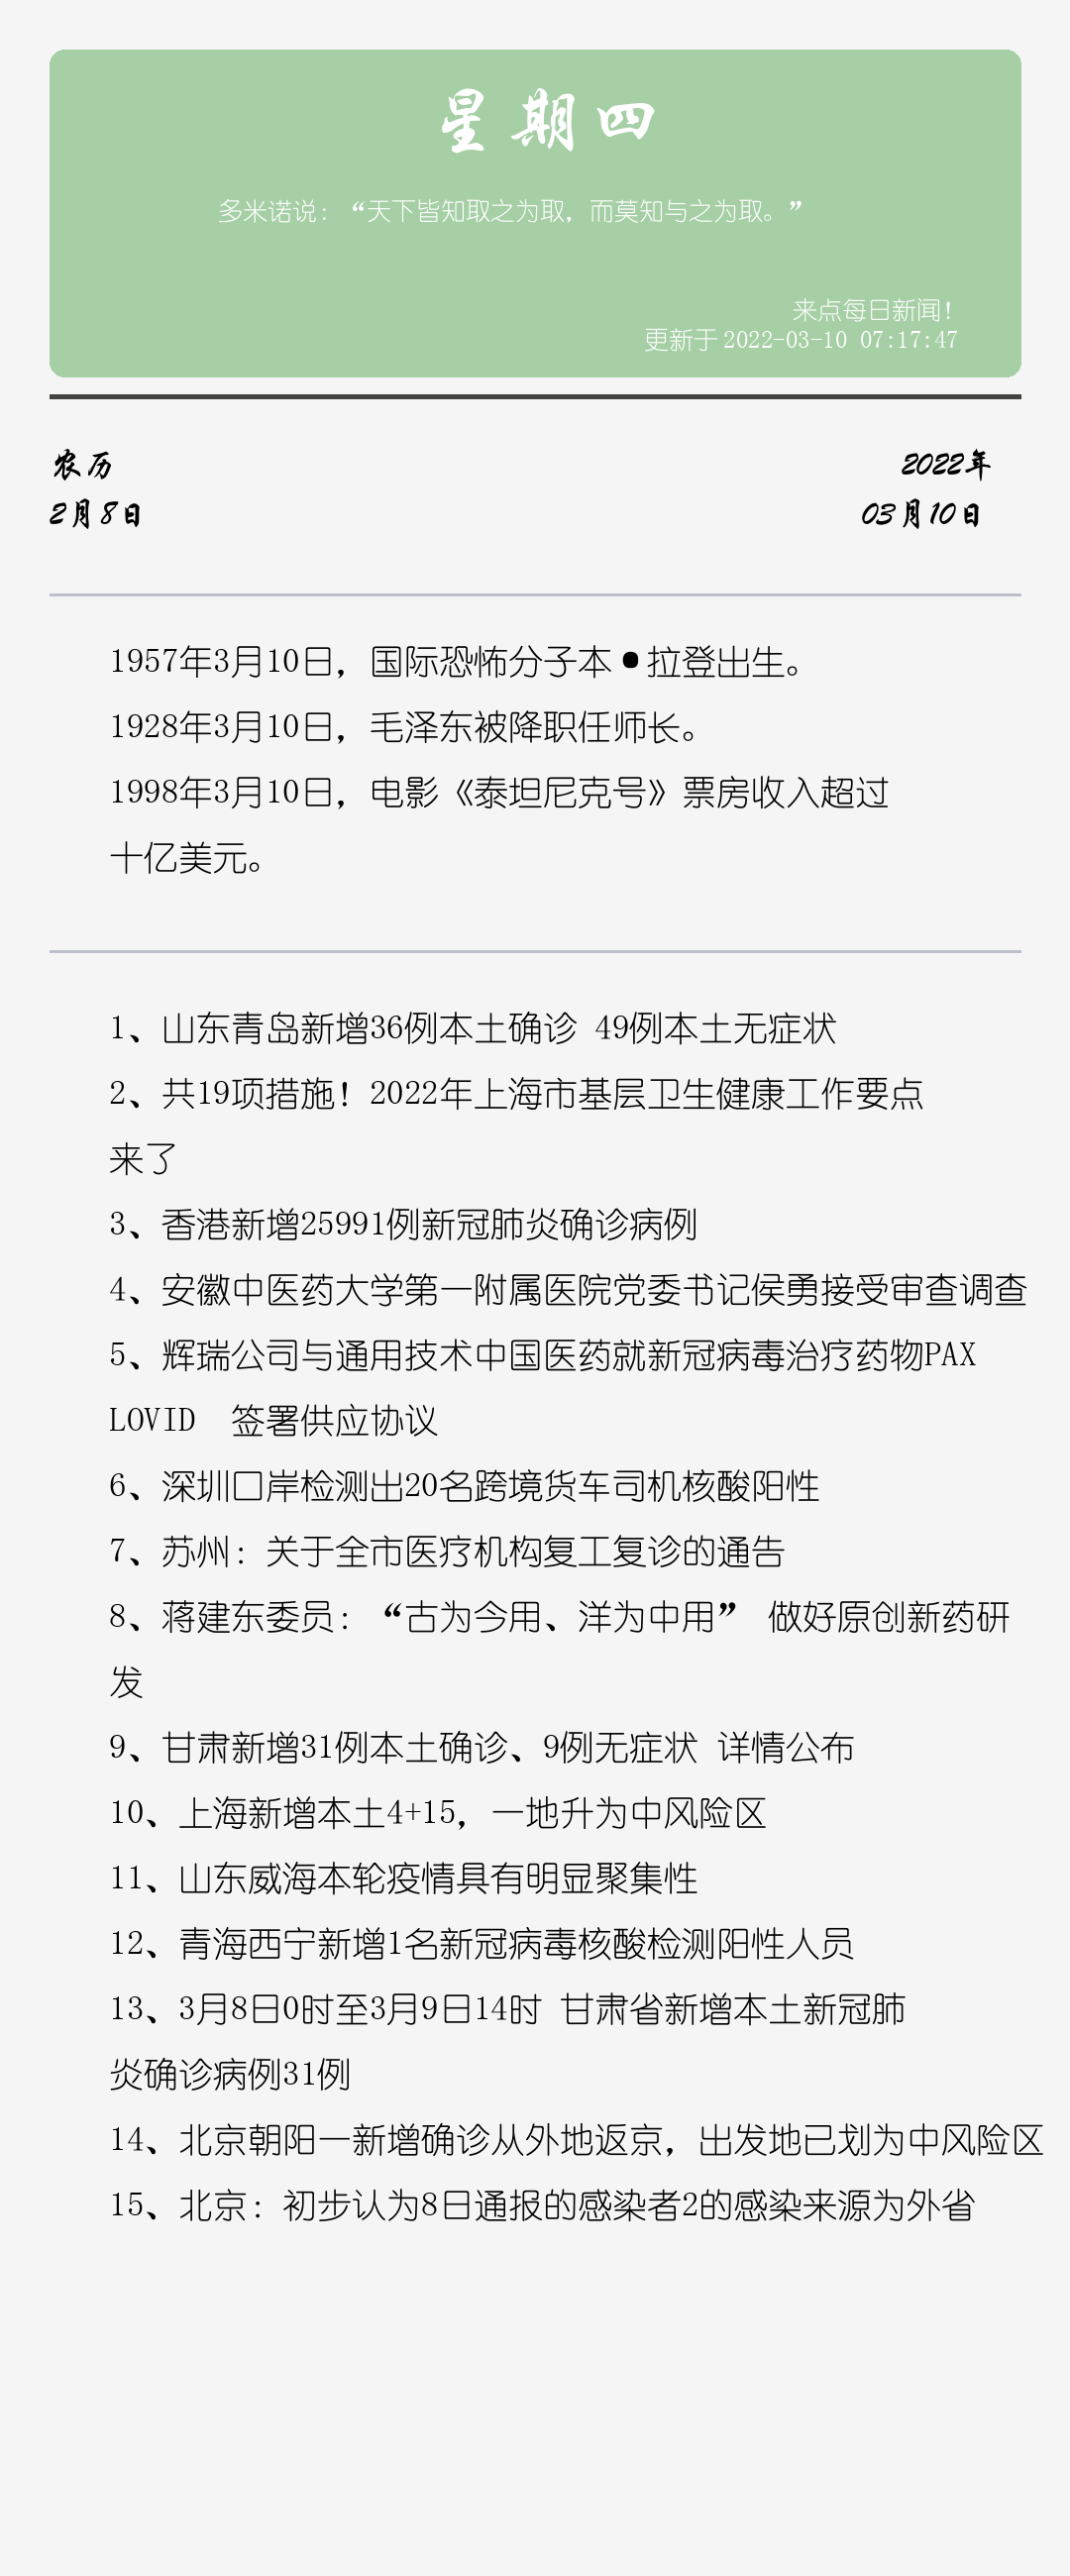 星期四
多米诺说：“天下皆知取之为取，而莫知与之为取。”
来点每日新闻！
更新于2022-03-10 07:17:47
农历
2022年
2月8日
03月10日
1957年3月10日，国际恐怖分子本●拉登出生。
1928年3月10日，毛泽东被降职任师长。
1998年3月10日，电影《泰坦尼克号》票房收入超过
十亿美元。
1、山东青岛新增36例本土确诊 49例本土无症状
2、共19项措施！2022年上海市基层卫生健康工作要点
来了
3、香港新增25991例新冠肺炎确诊病例
4、安徽中医药大学第一附属医院党委书记侯勇接受审查调查
5、辉瑞公司与通用技术中国医药就新冠病毒治疗药物PAX
LOVID  签署供应协议
6、深圳口岸检测出20名跨境货车司机核酸阳性
7、苏州：关于全市医疗机构复工复诊的通告
8、蒋建东委员：“古为今用、洋为中用” 做好原创新药研
发
9、甘肃新增31例本土确诊、9例无症状 详情公布
10、上海新增本土4+15，一地升为中风险区
11、山东威海本轮疫情具有明显聚集性
12、青海西宁新增1名新冠病毒核酸检测阳性人员
13、3月8日0时至3月9日14时 甘肃省新增本土新冠肺
炎确诊病例31例
14、北京朝阳一新增确诊从外地返京，出发地已划为中风险区
15、北京：初步认为8日通报的感染者2的感染来源为外省